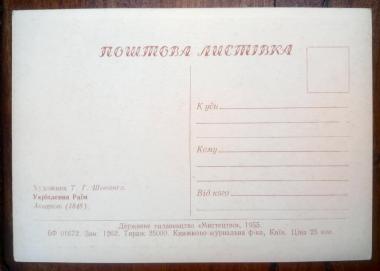 ПОШТОВА ЛИСТІВКА
Куди
Кому
Від кого
Художник Т. Г. Шевченко.
Укріплення Раїм
Акварель (1848).
Державне видавництво «Мистецтво», 1955.
БФ 01672. Зам. 1262. Тираж 25000. Книжково-журнальна ф-ка, Київ. Ціна 25 коп.